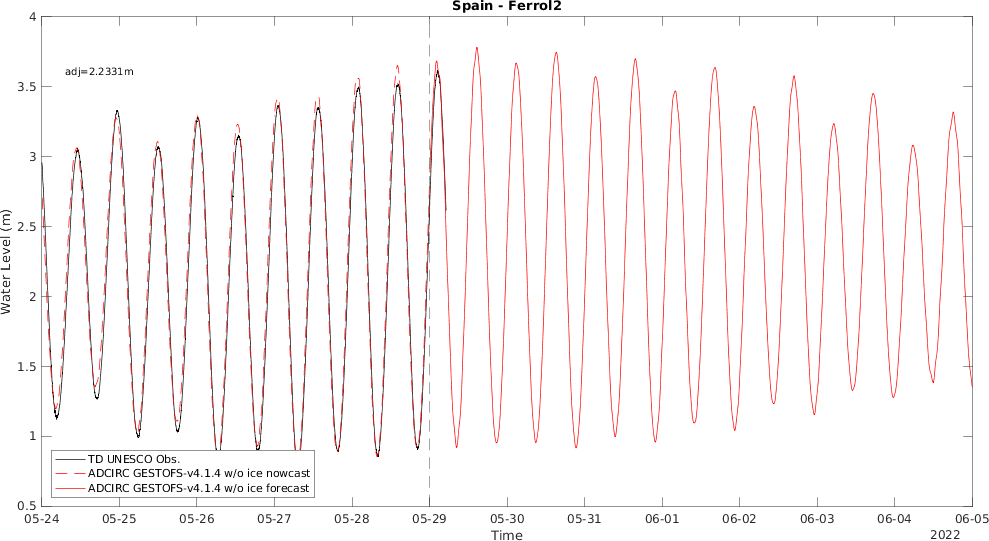 Spain - Ferrol2
adj=2.2331m
4
3.5
3
2.5
2
1.5
1
0.5
Water Level (m)
TD UNESCO Obs.
ADCIRC GESTOFS-v4.1.4 w/o ice nowcast
ADCIRC GESTOFS-v4.1.4 w/o ice forecast
05-24 05-25 05-26 05-27 05-28 05-29 05-30 05-31 06-01 06-02 06-03 06-04 06-05
Time
2022